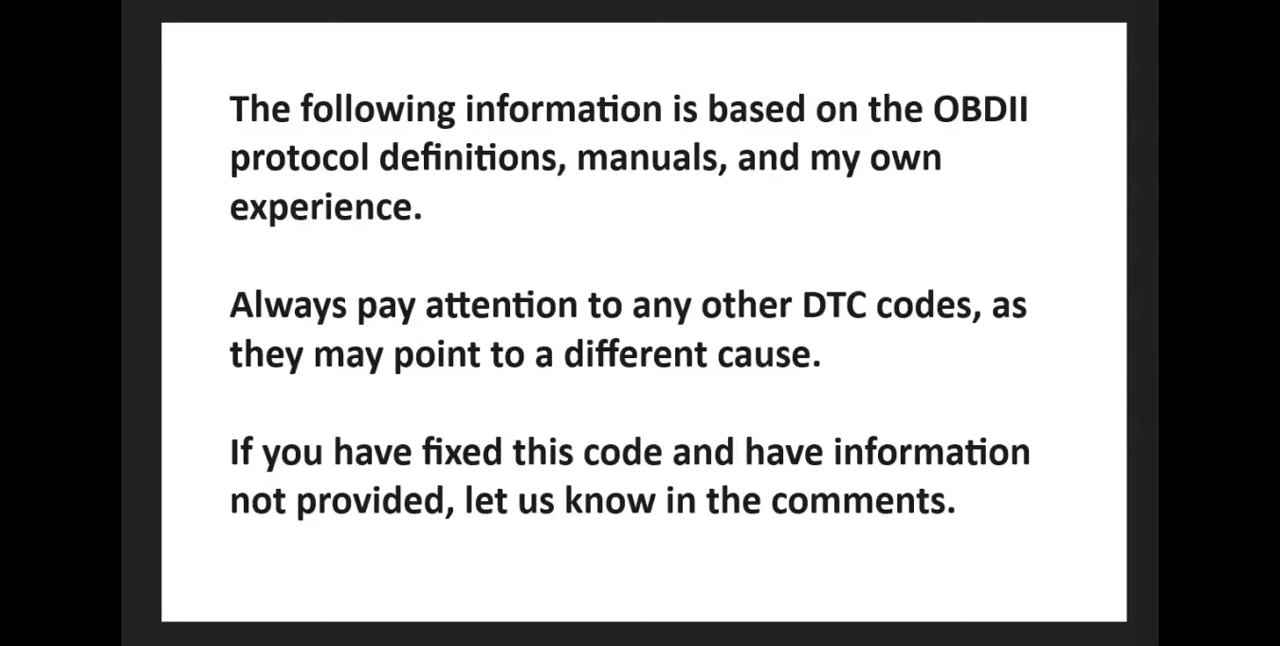 The following information is based on the OBDII
protocol definitions, manuals, and my own
experience.
Always pay attention to any other DTC codes, as
they may point to a different cause.
If you have fixed this code and have information
not provided, let us know in the comments.